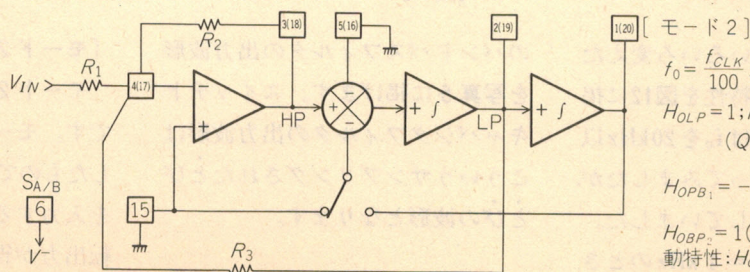 3(18)
5(16)
2(19)
1(20)
[モード2]
R2
VIN
R1
4(17)
HP
LP
+
+
−
+ ∫
+ ∫
f0 = fCLK/100
HOLP = 1;
(Q
SA/B
6
V−
15
HOPB1 = −
HOBP2 = 1(
動特性:H
R3